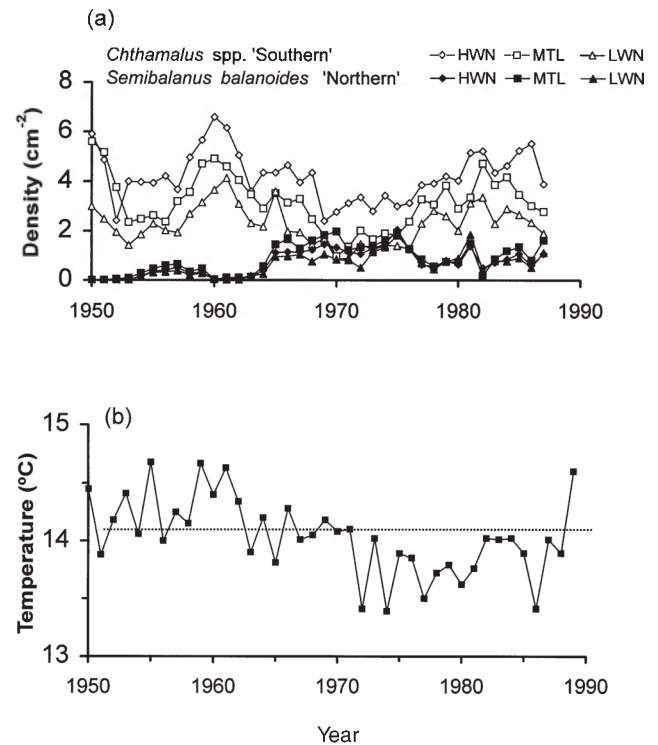 (a)
Chthamalus spp. 'Southern' HWN MTL LWN
Semibalanus balanoides 'Northern' HWN MTL LWN
8
6
4
2
0
Density (cm-2)
1950 1960 1970 1980 1990
(b)
15
14
13
Temperature (ºC)
1950 1960 1970 1980 1990
Year